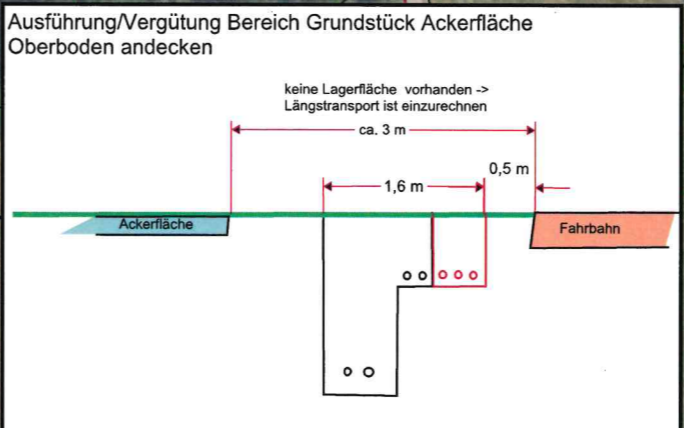 Ausführung/Vergütung Bereich Grundstück Ackerfläche
Oberboden andecken
keine Lagerfläche vorhanden ->
Längstransport ist einzurechnen
ca. 3 m
0,5 m
1,6 m
Ackerfläche
Fahrbahn